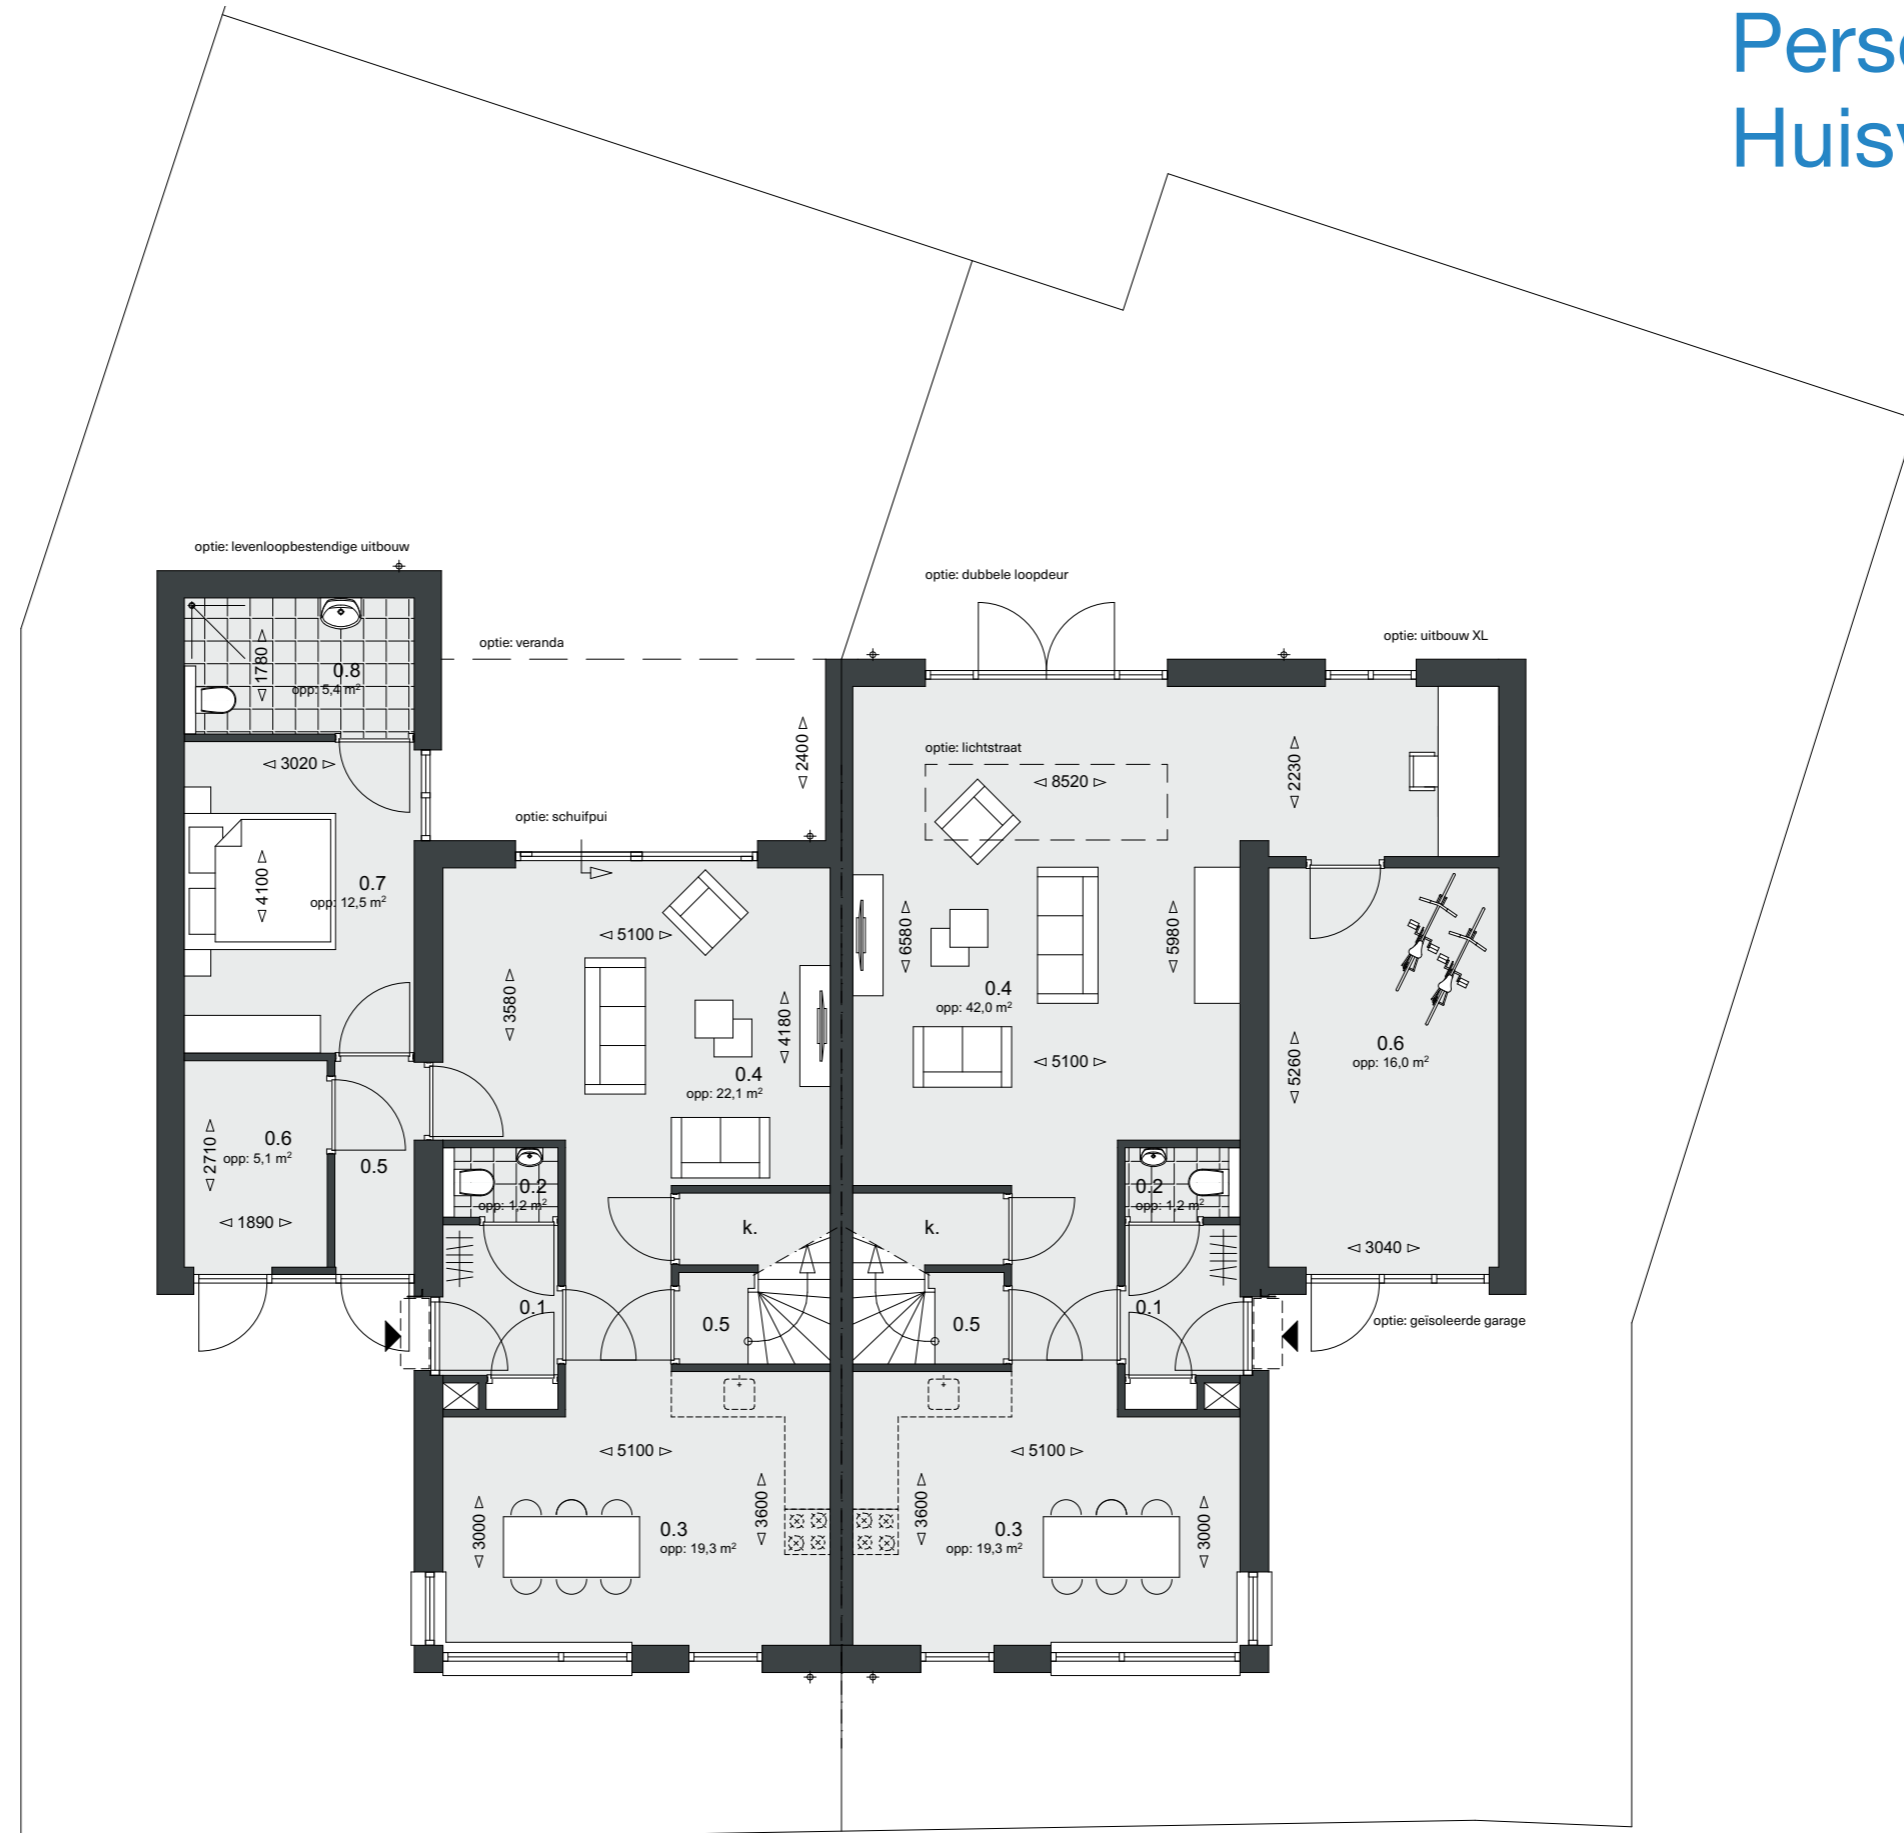 Perso
Huisv
optie: levenloopbestendige uitbouw
optie: dubbele loopdeur
optie: veranda
optie: uitbouw XL
1780
0.8
opp: 5,4 m²
2400
optie: lichtstraat
3020
8520
2230
optie: schuifpui
4100
0.7
opp: 12,5 m²
5100
6580
5980
3580
4180
0.4
opp: 42,0 m²
0.6
opp: 16,0 m²
5100
5260
0.4
opp: 22,1 m²
2710
0.6
opp: 5,1 m²
0.5
0.2
opp: 1,2 m²
0.2
opp: 1,2 m²
1890
k.
k.
3040
0.1
0.5
0.5
0.1
optie: geïsoleerde garage
5100
5100
3000
3600
3600
3000
0.3
opp: 19,3 m²
0.3
opp: 19,3 m²